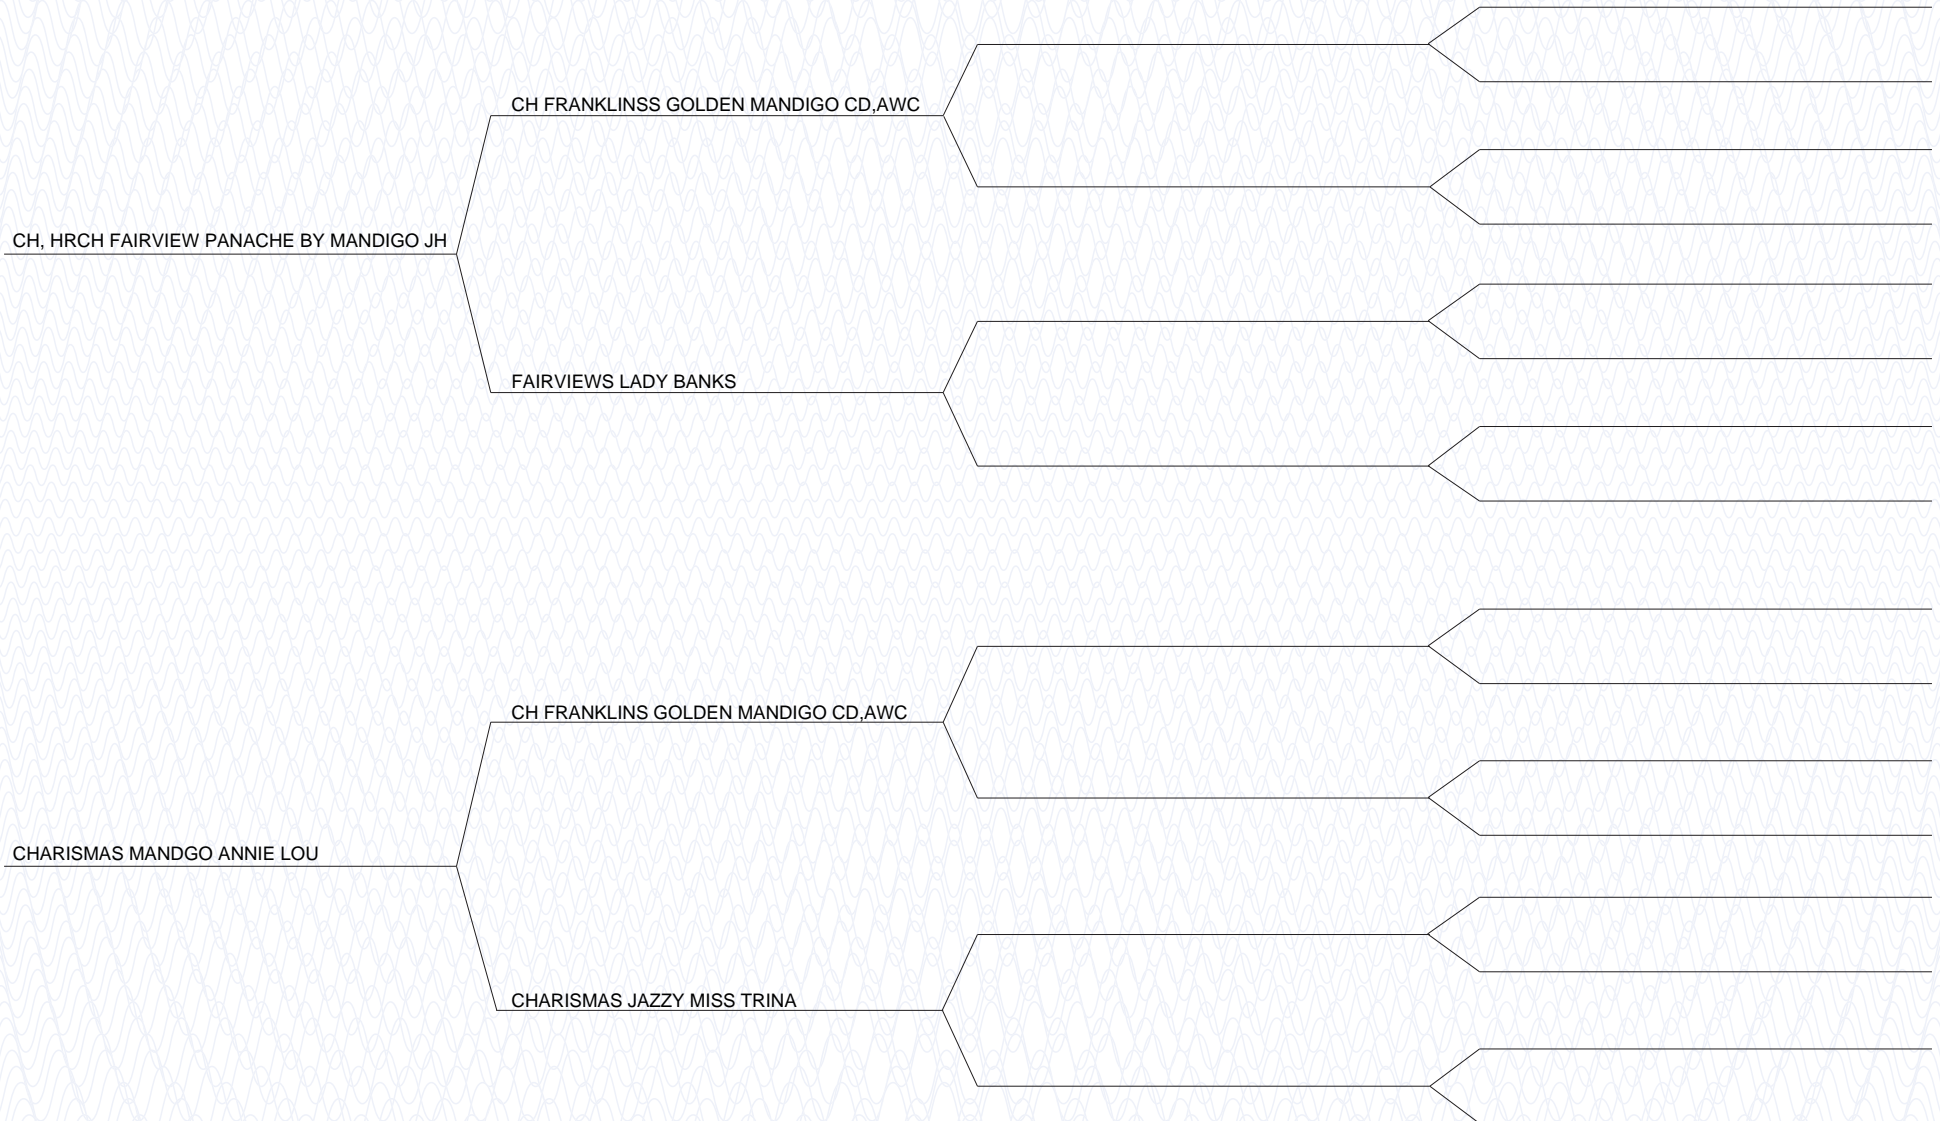 CH FRANKLINSS GOLDEN MANDIGO CD,AWC
CH, HRCH FAIRVIEW PANACHE BY MANDIGO JH
FAIRVIEWS LADY BANKS
CH FRANKLINS GOLDEN MANDIGO CD,AWC
CHARISMAS MANDGO ANNIE LOU
CHARISMAS JAZZY MISS TRINA